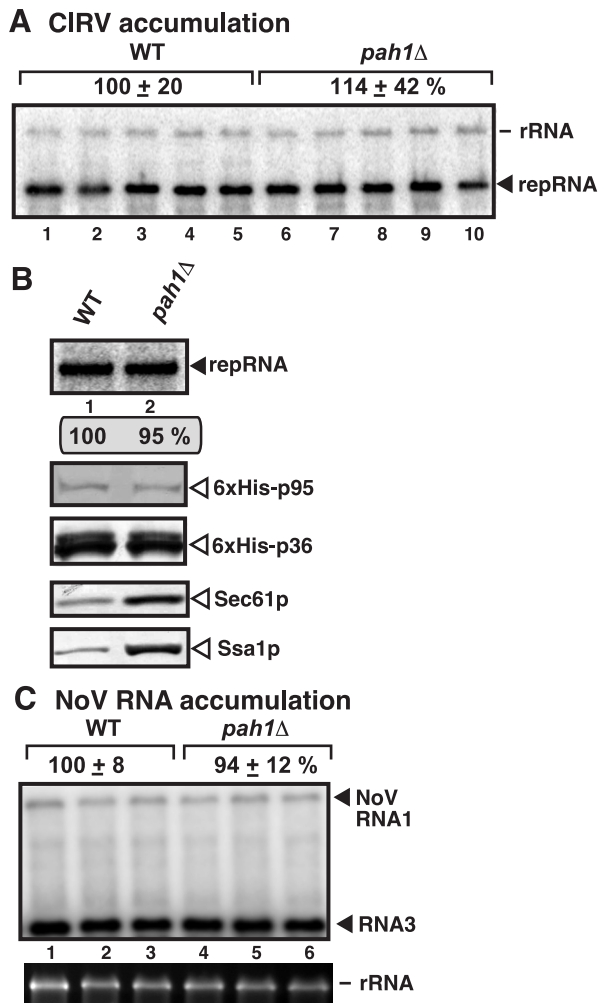 A CIRV accumulation
WT pah1Δ
100 ± 20 114 ± 42 %
– rRNA
◀ repRNA
1 2 3 4 5 6 7 8 9 10
B
WT pah1Δ
◀ repRNA
1 2
100 95 %
◁ 6xHis-p95
◁ 6xHis-p36
◁ Sec61p
◁ Ssa1p
C NoV RNA accumulation
WT pah1Δ
100 ± 8 94 ± 12 %
◀ NoV
RNA1
◀ RNA3
1 2 3 4 5 6
– rRNA